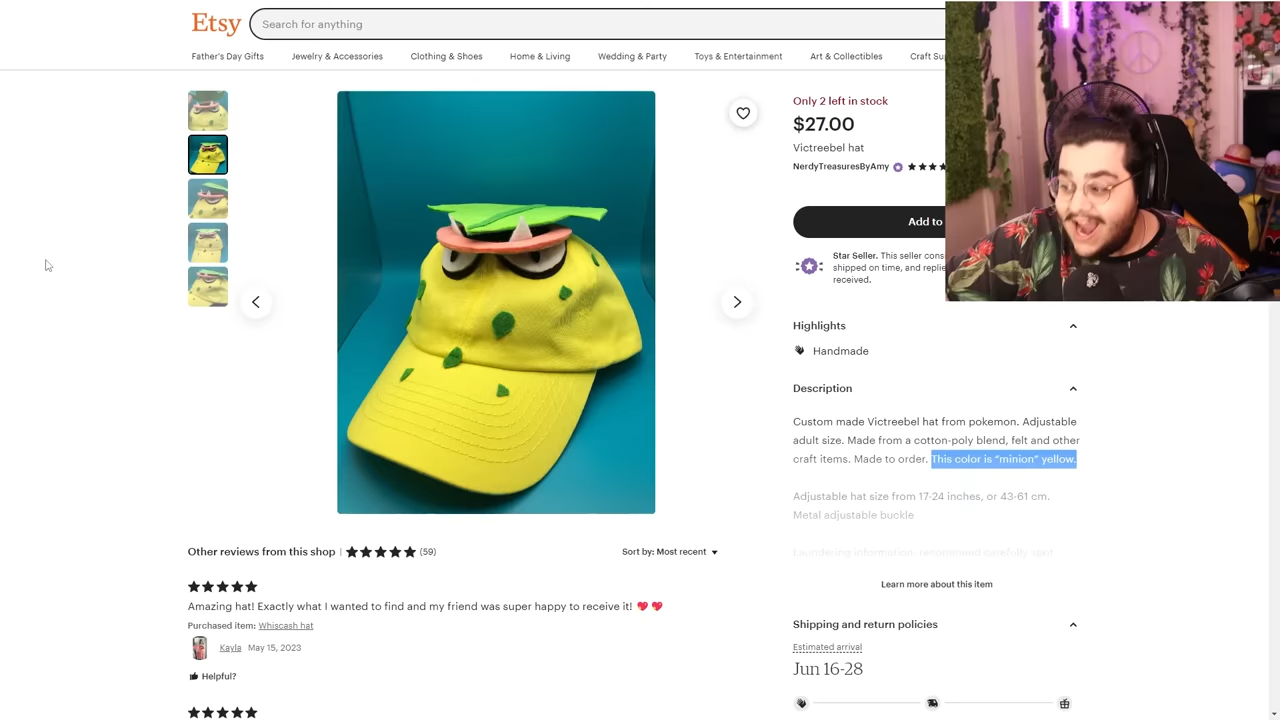 Etsy
Search for anything
Father's Day Gifts
Jewelry & Accessories
Clothing & Shoes
Home & Living
Wedding & Party
Toys & Entertainment
Art & Collectibles
Craft Su
Only 2 left in stock
$27.00
Victreebel hat
NerdyTreasuresByAmy
Add to
Star Seller. This seller cons
shipped on time, and replie
received.
Highlights
Handmade
Description
Custom made Victreebel hat from pokemon. Adjustable
adult size. Made from a cotton-poly blend, felt and other
craft items. Made to order. This color is “minion” yellow.
Adjustable hat size from 17-24 inches, or 43-61 cm.
Metal adjustable buckle
Laundering information- recommend carefully spot
Learn more about this item
Other reviews from this shop | (59)
Sort by: Most recent
Amazing hat! Exactly what I wanted to find and my friend was super happy to receive it!
Purchased item: Whiscash hat
Kayla May 15, 2023
Helpful?
Shipping and return policies
Estimated arrival
Jun 16-28